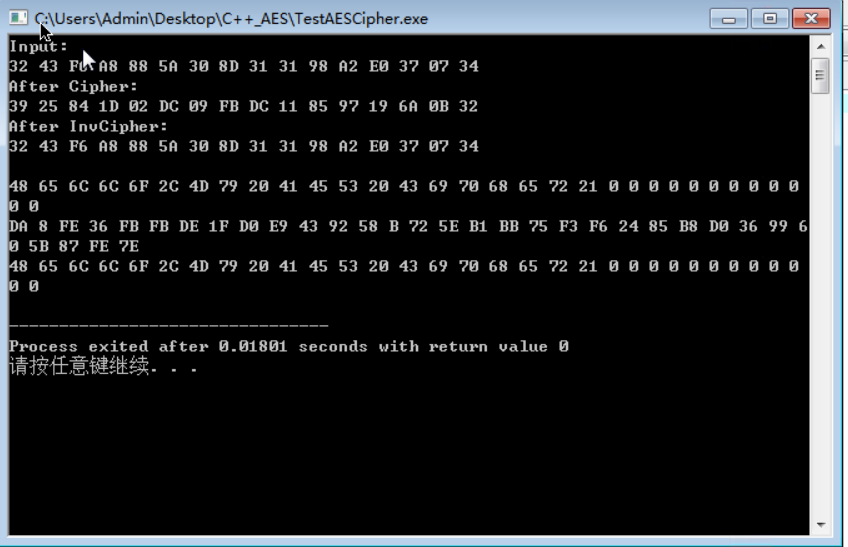 C:\Users\Admin\Desktop\C++_AES\TestAESCipher.exe
Input:
32 43 A8 88 5A 30 8D 31 31 98 A2 E0 37 07 34
After Cipher:
39 25 84 1D 02 DC 09 FB DC 11 85 97 19 6A 0B 32
After InvCipher:
32 43 F6 A8 88 5A 30 8D 31 31 98 A2 E0 37 07 34
48 65 6C 6C 6F 2C 4D 79 20 41 45 53 20 43 69 70 68 65 72 21 0 0 0 0 0 0 0 0 0 0
0 0
DA 8 FE 36 FB FB DE 1F D0 E9 43 92 58 B 72 5E B1 BB 75 F3 F6 24 85 B8 D0 36 99 6
0 5B 87 FE 7E
48 65 6C 6C 6F 2C 4D 79 20 41 45 53 20 43 69 70 68 65 72 21 0 0 0 0 0 0 0 0 0 0
0 0
--------------------------------
Process exited after 0.01801 seconds with return value 0
请按任意键继续. . .